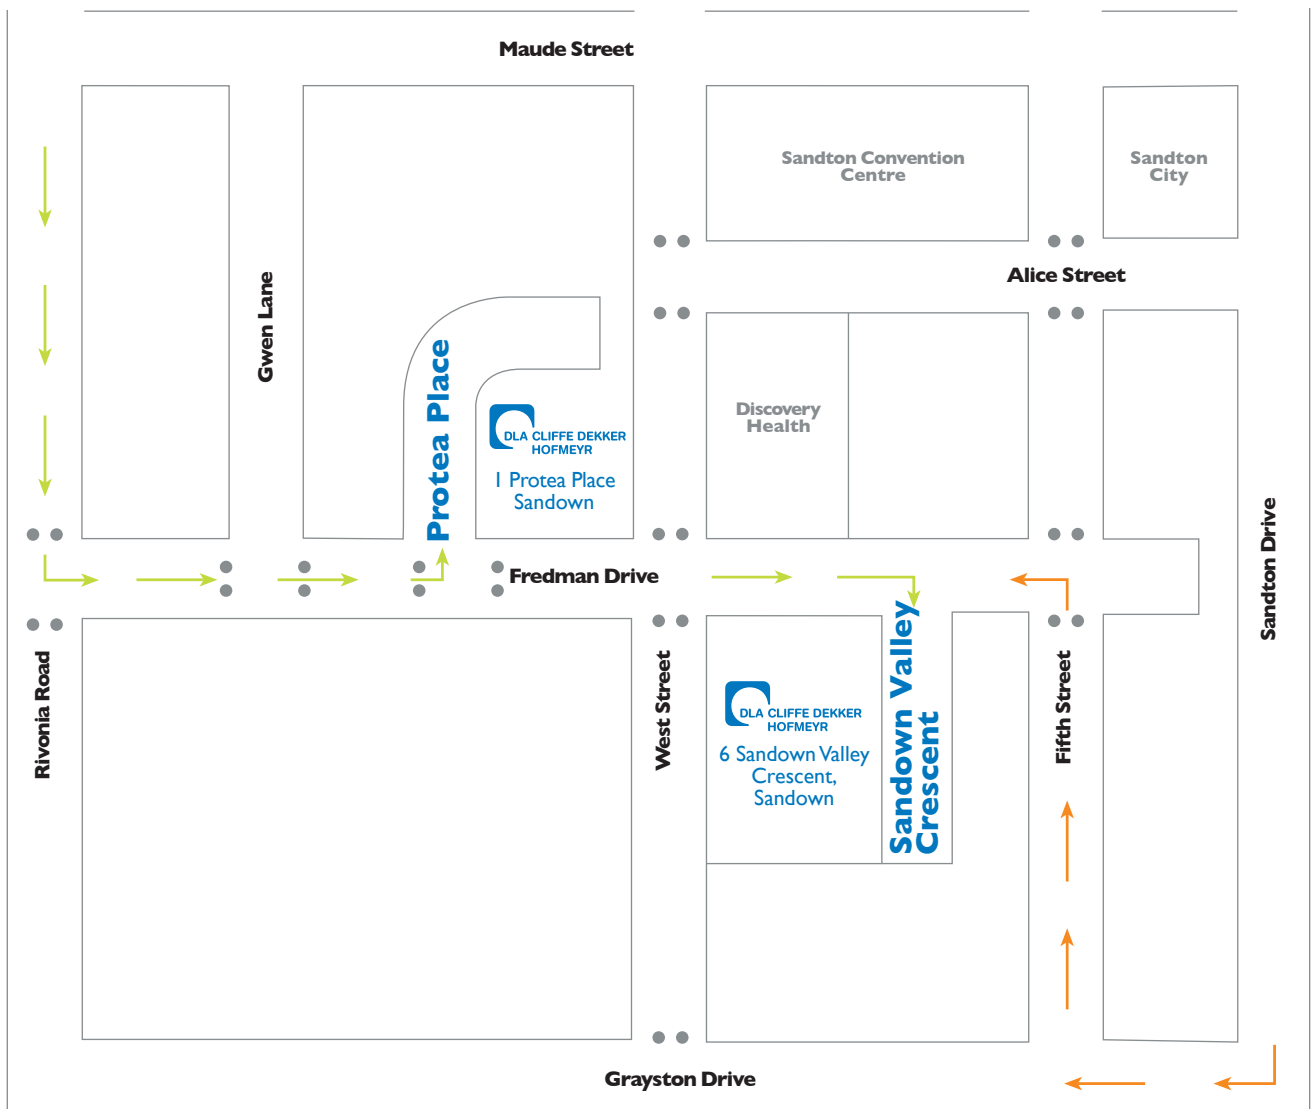 Maude Street
Sandton Convention
Centre
Sandton
City
Alice Street
Gwen Lane
Protea Place
DLA CLIFFE DEKKER
HOFMEYR
1 Protea Place
Sandown
Discovery
Health
Fredman Drive
Sandton Drive
Rivonia Road
West Street
DLA CLIFFE DEKKER
HOFMEYR
6 Sandown Valley
Crescent,
Sandown
Sandown Valley
Crescent
Fifth Street
Grayston Drive